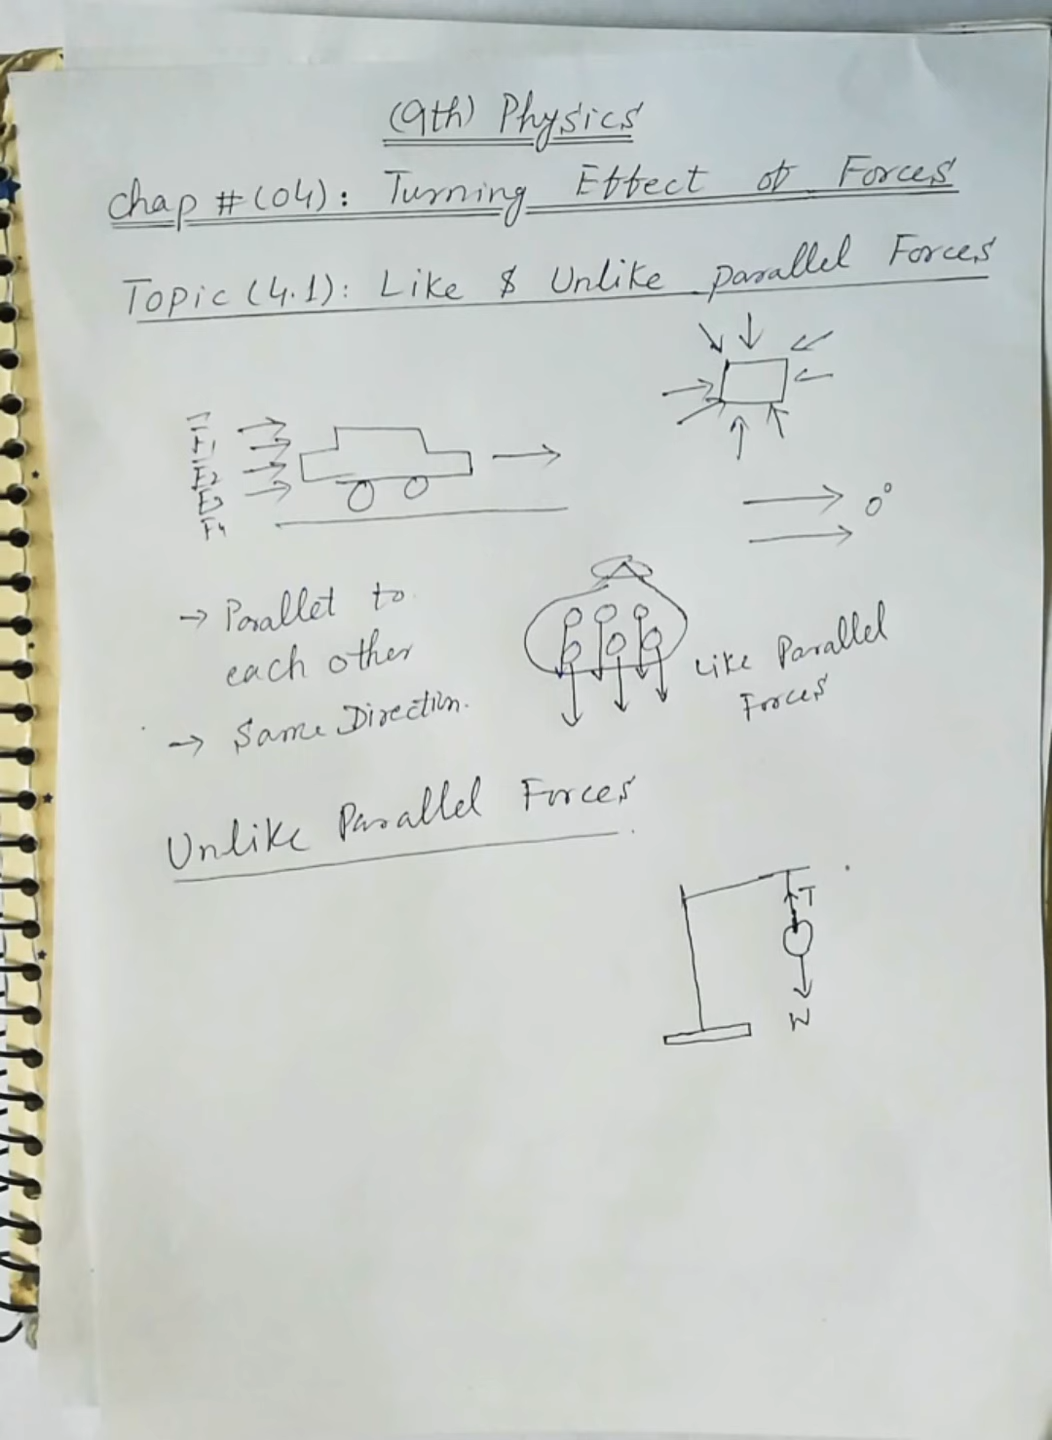 (9th) Physics
Chap # (04): Turning Effect of Forces
Topic (4.1): Like & Unlike parallel Forces
F1
F2
F3
F4
0°
→ Parallel to
each other
→ Same Direction.
Like Parallel
Forces
Unlike Parallel Forces
T
W